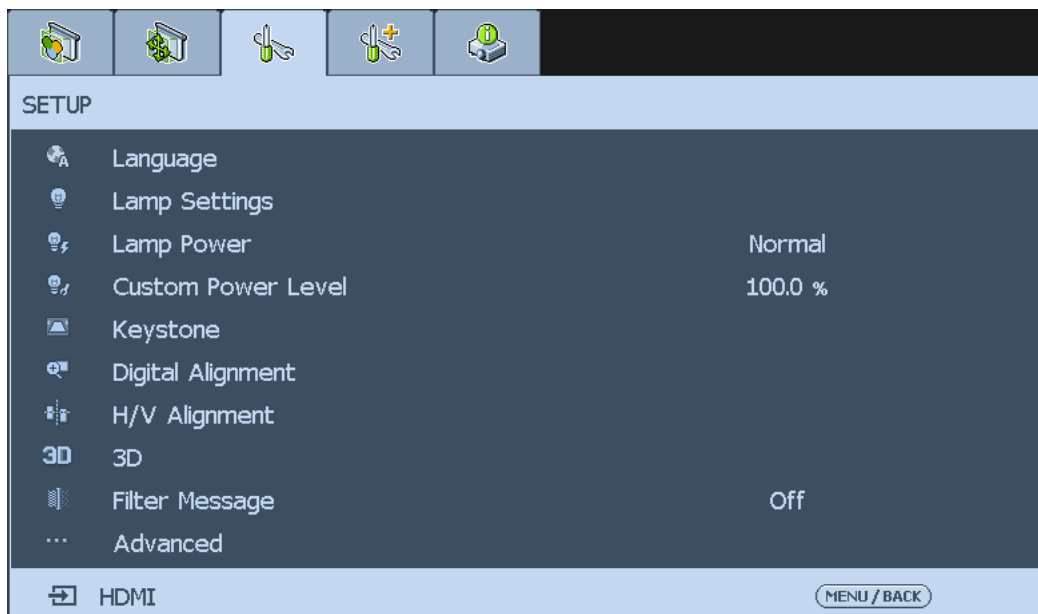 SETUP
Language
Lamp Settings
Lamp Power Normal
Custom Power Level 100.0 %
Keystone
Digital Alignment
H/V Alignment
3D 3D
Filter Message Off
Advanced
HDMI MENU / BACK